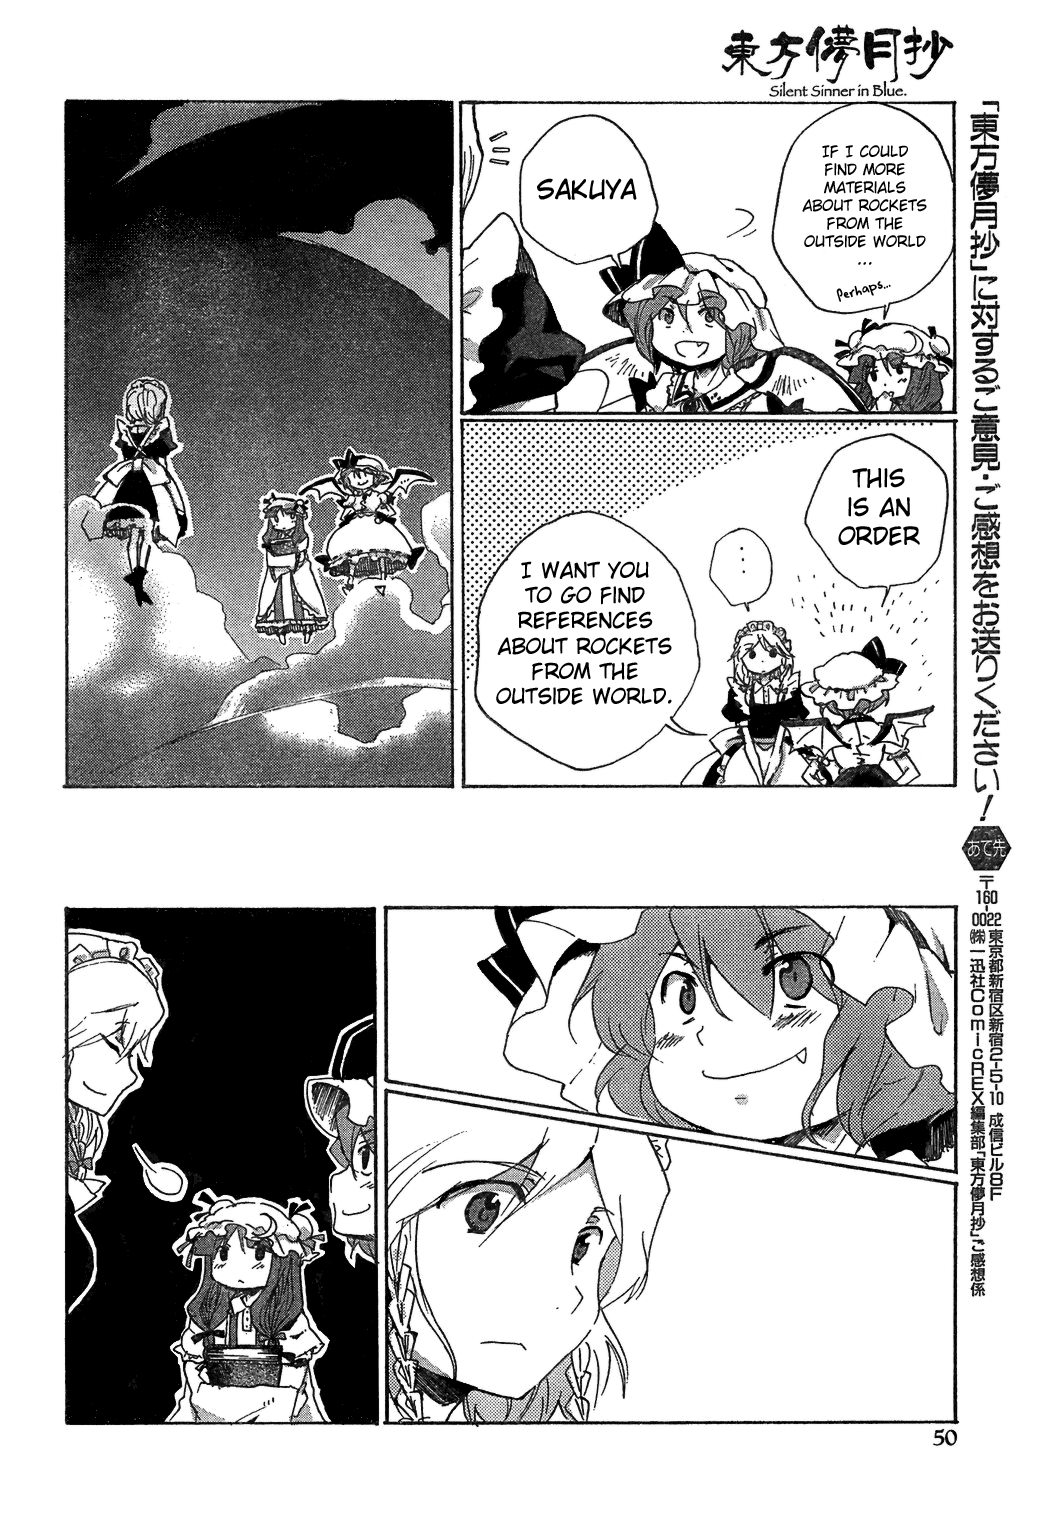 東方儚月抄
Silent Sinner in Blue.
IF I COULD
FIND MORE
MATERIALS
ABOUT ROCKETS
FROM THE
OUTSIDE WORLD
...
Perhaps...
SAKUYA
THIS
IS AN
ORDER
...
I WANT YOU
TO GO FIND
REFERENCES
ABOUT ROCKETS
FROM THE
OUTSIDE WORLD.
「東方儚月抄」に対するご意見・ご感想をお送りください!
あて先
〒160-0022 東京都新宿区新宿2-5-10 成信ビル8F
㈱一迅社ComicREX編集部「東方儚月抄」ご感想係
50